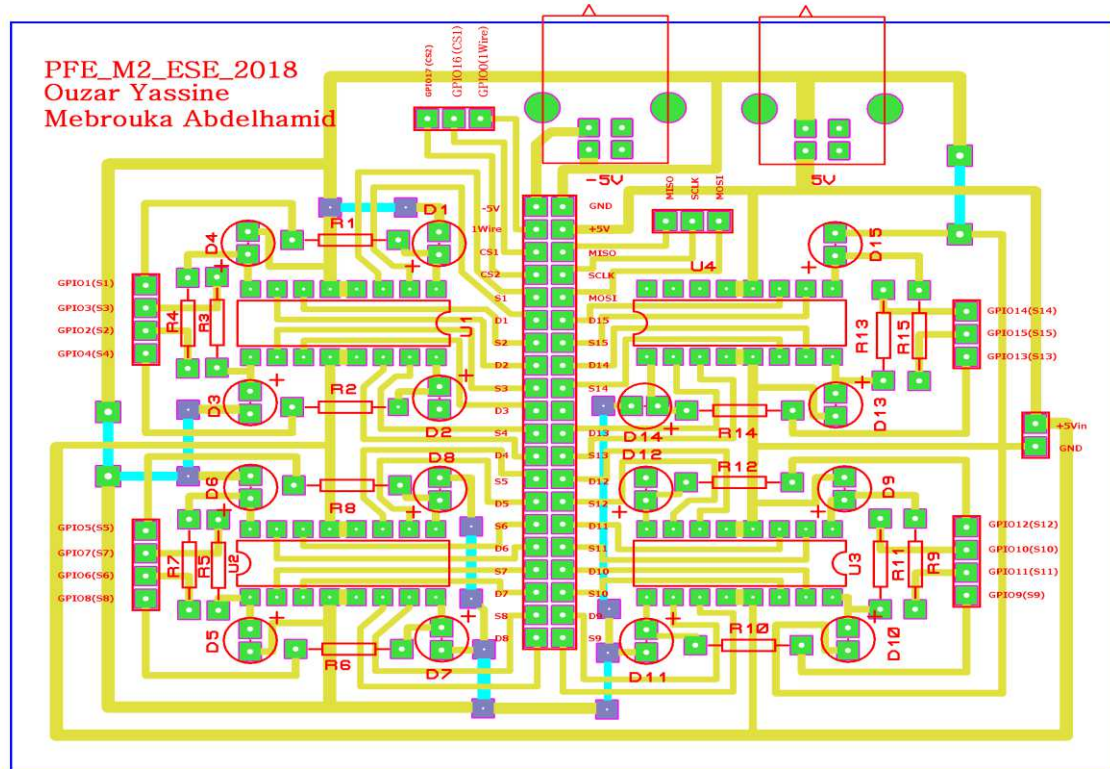 PFE_M2_ESE_2018
Ouzar Yassine
Mebrouka Abdelhamid
GPIO17 (CS2)
GPIO16 (CS1)
GPIO0(1Wire)
-5V
5V
MISO
SCLK
MOSI
-5V
GND
1Wire
+5V
CS1
MISO
CS2
SCLK
S1
MOSI
D1
D15
S2
S15
D2
D14
S3
S14
D3
D13
S4
S13
D4
D12
S5
S12
D5
D11
S6
S11
D6
D10
S7
S10
D7
D9
S8
S9
D8
D4
R1
D1
+
+
GPIO1(S1)
GPIO3(S3)
GPIO2(S2)
GPIO4(S4)
R4
R3
U1
D3
+
R2
D2
+
U4
D15
+
R13
R15
GPIO14(S14)
GPIO15(S15)
GPIO13(S13)
D14
+
R14
D13
+
+5Vin
GND
D6
+
R8
D8
+
GPIO5(S5)
GPIO7(S7)
GPIO6(S6)
GPIO8(S8)
R7
R5
U2
D5
+
R6
D7
+
D12
+
R12
D9
+
U3
R11
R9
GPIO12(S12)
GPIO10(S10)
GPIO11(S11)
GPIO9(S9)
D11
+
R10
D10
+